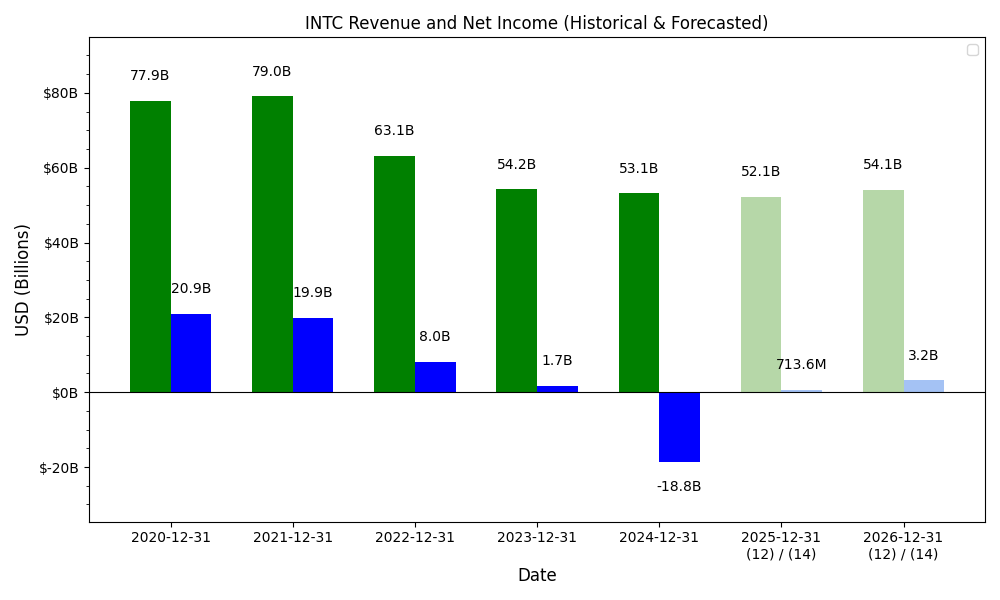 INTC Revenue and Net Income (Historical & Forecasted)
USD (Billions)
$80B
$60B
$40B
$20B
$0B
$-20B
77.9B
20.9B
79.0B
19.9B
63.1B
8.0B
54.2B
1.7B
53.1B
-18.8B
52.1B
713.6M
54.1B
3.2B
2020-12-31
2021-12-31
2022-12-31
2023-12-31
2024-12-31
2025-12-31
(12) / (14)
2026-12-31
(12) / (14)
Date